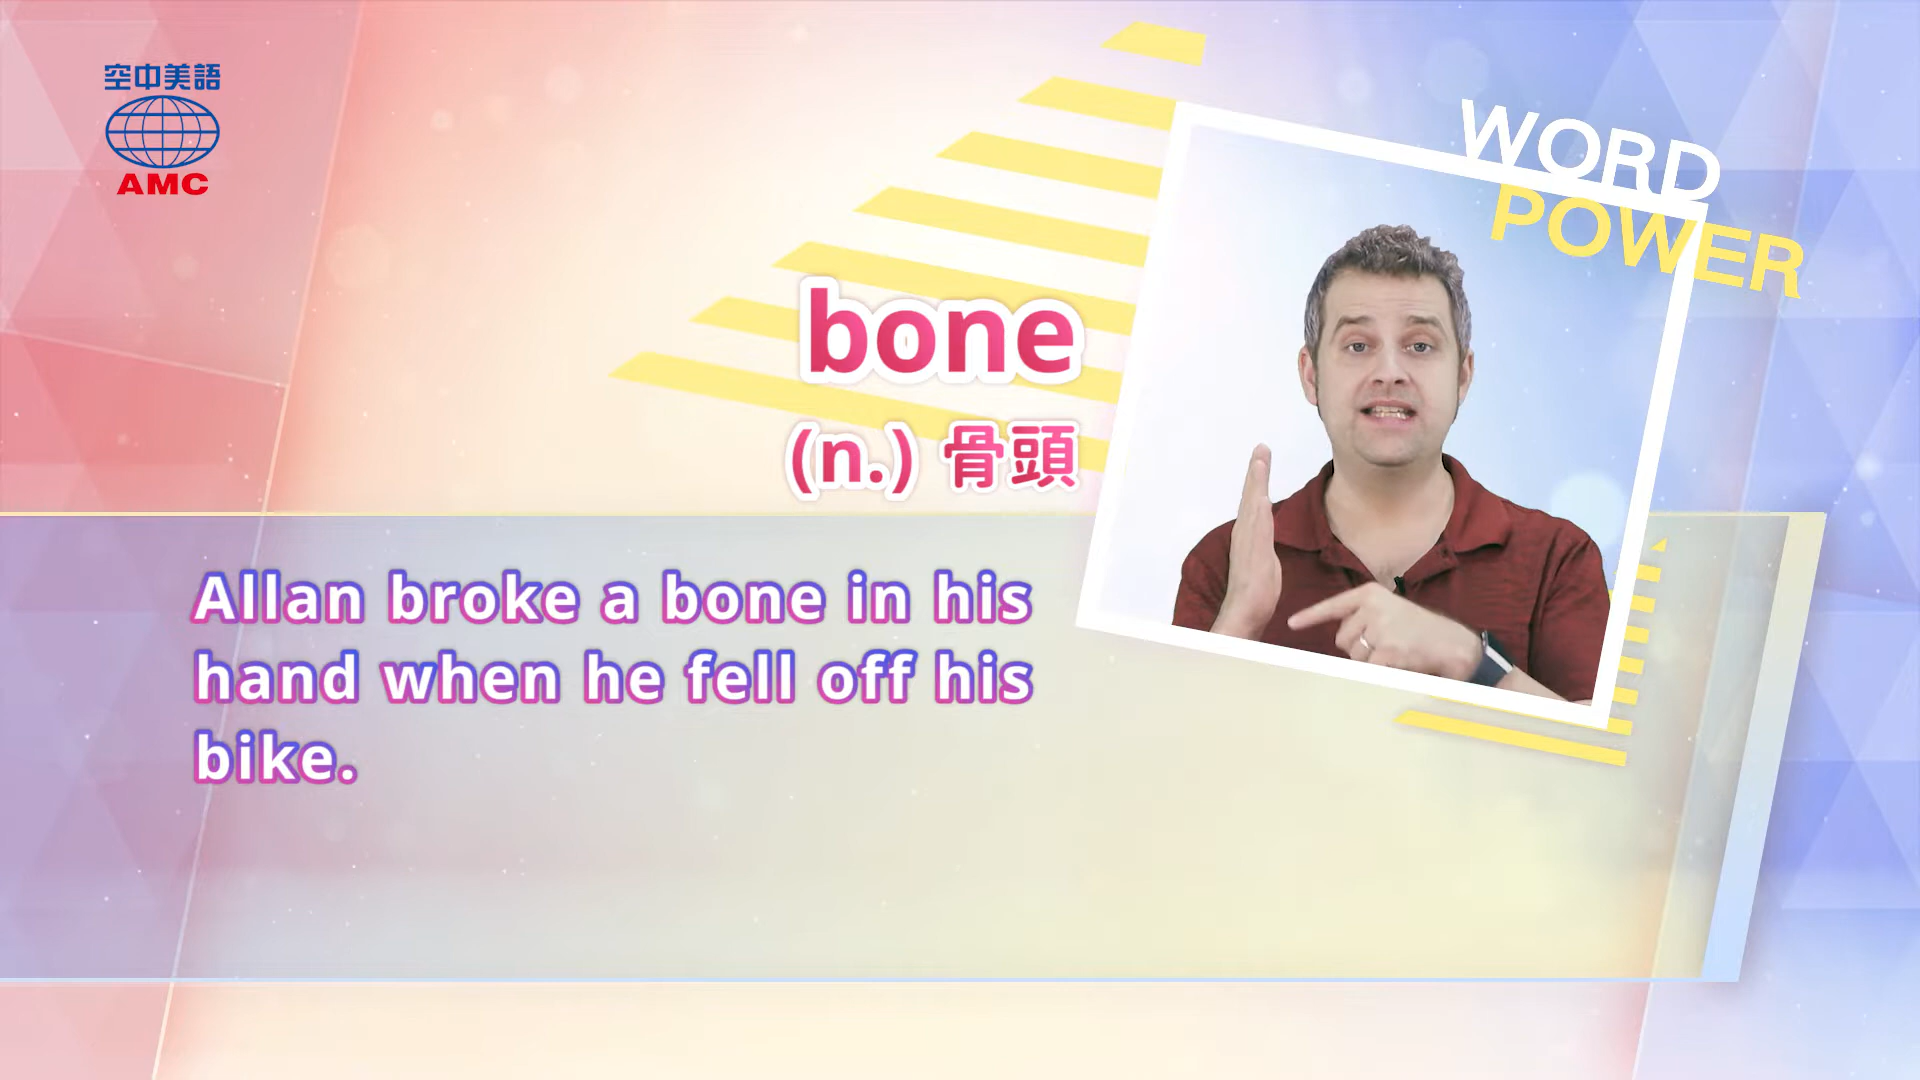 空中美語
AMC
WORD
POWER
bone
(n.) 骨頭
Allan broke a bone in his
hand when he fell off his
bike.